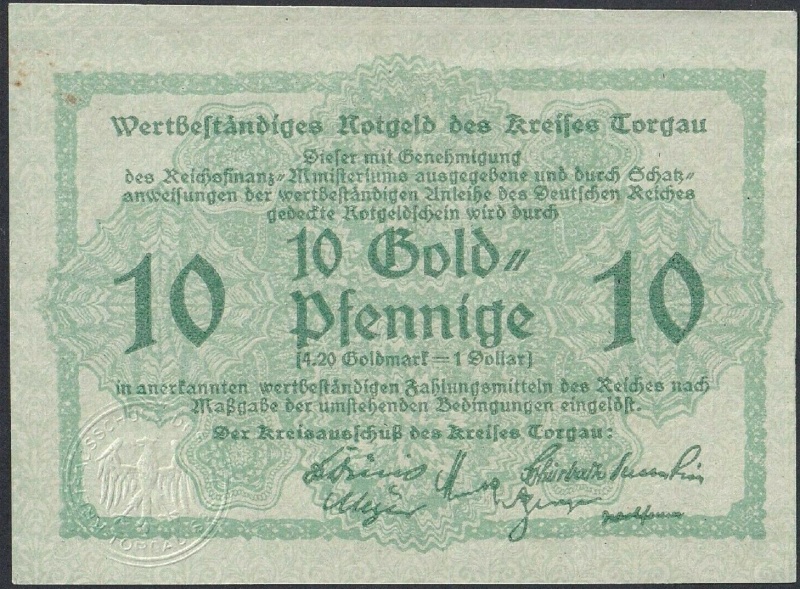 Wertbeständiges Notgeld des Kreises Torgau
Dieser mit Genehmigung
des Reichsfinanz-Ministeriums ausgegebene und durch Schatz-
anweisungen der wertbeständigen Anleihe des Deutschen Reiches
gedeckte Notgeldschein wird durch
10 10 Gold- 10
Pfennige
[4.20 Goldmark = 1 Dollar]
in anerkannten wertbeständigen Zahlungsmitteln des Reiches nach
Maßgabe der umstehenden Bedingungen eingelöst.
Der Kreisausschuß des Kreises Torgau:
TORGAU